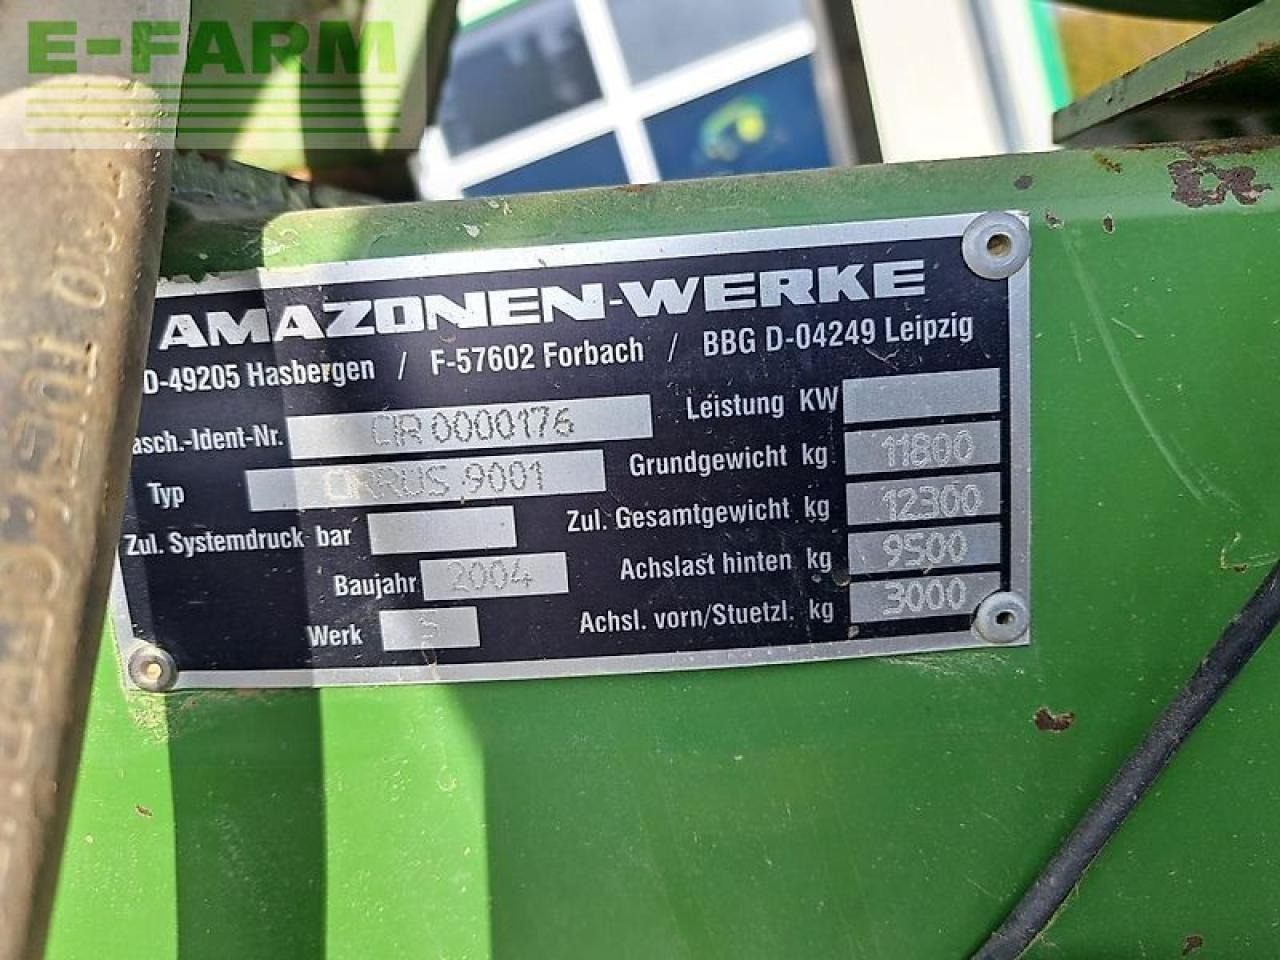 E-FARM
AMAZONEN-WERKE
D-49205 Hasbergen / F-57602 Forbach / BBG D-04249 Leipzig
asch.-Ident-Nr. CIR 0000176
Typ CIRRUS 9001
Zul. Systemdruck bar
Baujahr 2004
Werk 3
Leistung KW
Grundgewicht kg 11800
Zul. Gesamtgewicht kg 12300
Achslast hinten kg 9500
Achsl. vorn/Stuetzl. kg 3000